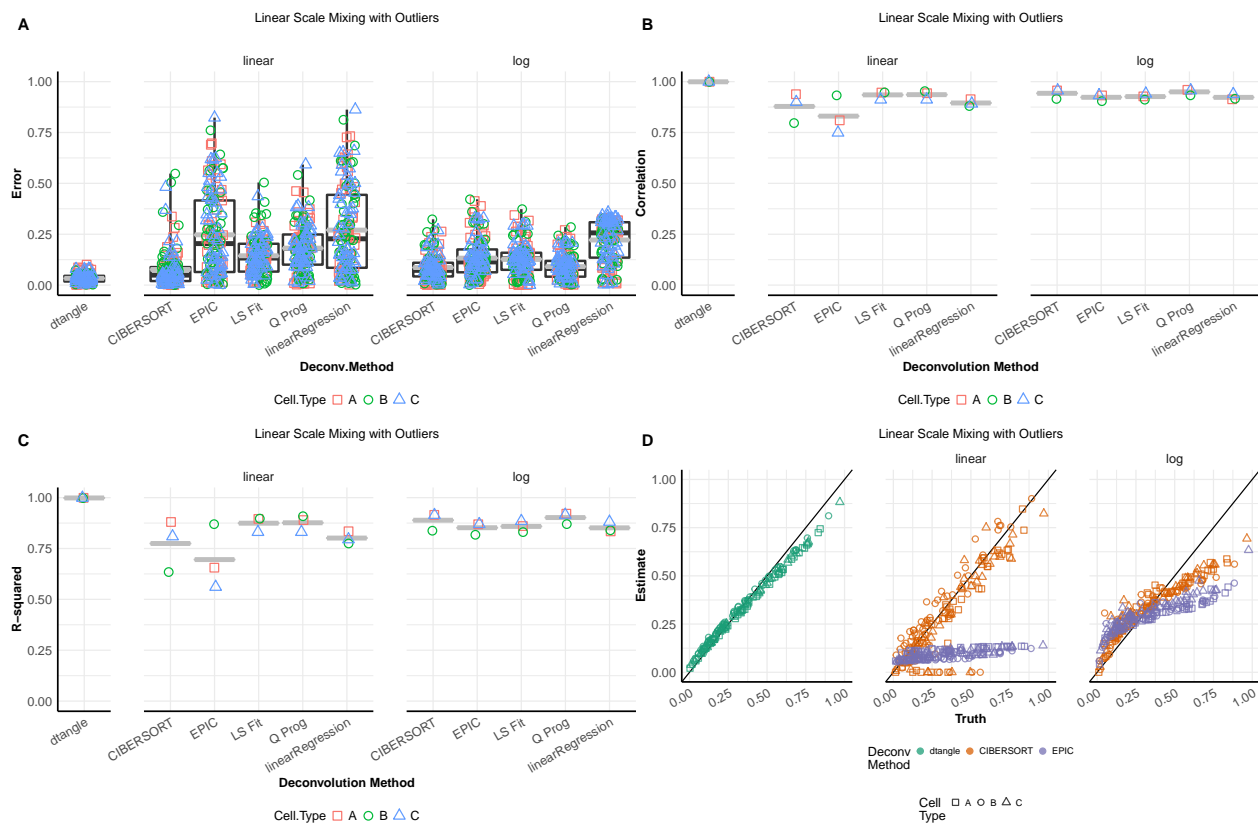 A
Linear Scale Mixing with Outliers
linear
log
Error
1.00
0.75
0.50
0.25
0.00
dtangle
CIBERSORT
EPIC
LS Fit
Q Prog
linearRegression
CIBERSORT
EPIC
LS Fit
Q Prog
linearRegression
Deconv.Method
Cell.Type A B C
B
Linear Scale Mixing with Outliers
linear
log
Correlation
1.00
0.75
0.50
0.25
0.00
dtangle
CIBERSORT
EPIC
LS Fit
Q Prog
linearRegression
CIBERSORT
EPIC
LS Fit
Q Prog
linearRegression
Deconvolution Method
Cell.Type A B C
C
Linear Scale Mixing with Outliers
linear
log
R−squared
1.00
0.75
0.50
0.25
0.00
dtangle
CIBERSORT
EPIC
LS Fit
Q Prog
linearRegression
CIBERSORT
EPIC
LS Fit
Q Prog
linearRegression
Deconvolution Method
Cell.Type A B C
D
Linear Scale Mixing with Outliers
linear
log
Estimate
1.00
0.75
0.50
0.25
0.00
0.00 0.25 0.50 0.75 1.00
0.00 0.25 0.50 0.75 1.00
0.00 0.25 0.50 0.75 1.00
Truth
Deconv
Method
dtangle CIBERSORT EPIC
Cell
Type
A B C